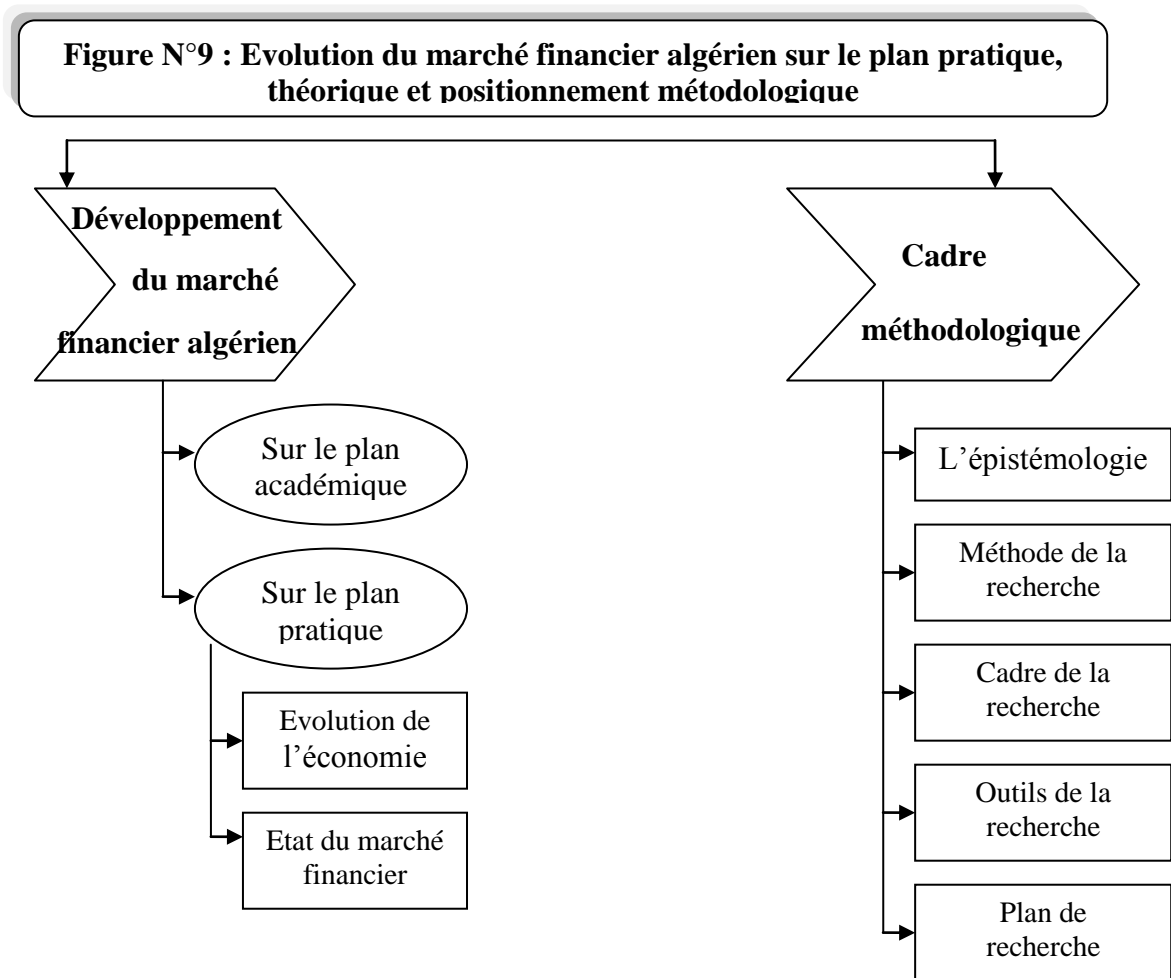 Figure N°9 : Evolution du marché financier algérien sur le plan pratique,
théorique et positionnement métodologique
Développement
du marché
financier algérien
Sur le plan
académique
Sur le plan
pratique
Evolution de
l’économie
Etat du marché
financier
Cadre
méthodologique
L’épistémologie
Méthode de la
recherche
Cadre de la
recherche
Outils de la
recherche
Plan de
recherche